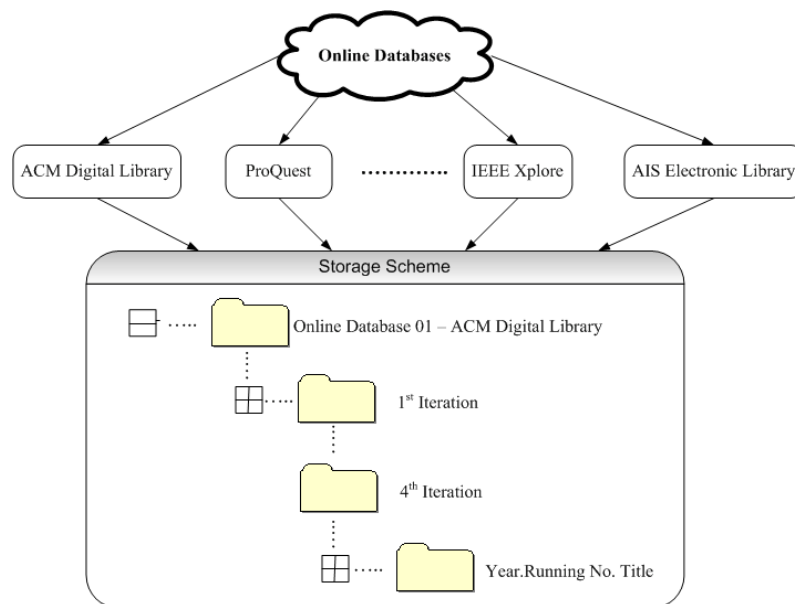 Online Databases
ACM Digital Library
ProQuest
IEEE Xplore
AIS Electronic Library
Storage Scheme
Online Database 01 – ACM Digital Library
1st Iteration
4th Iteration
Year.Running No. Title